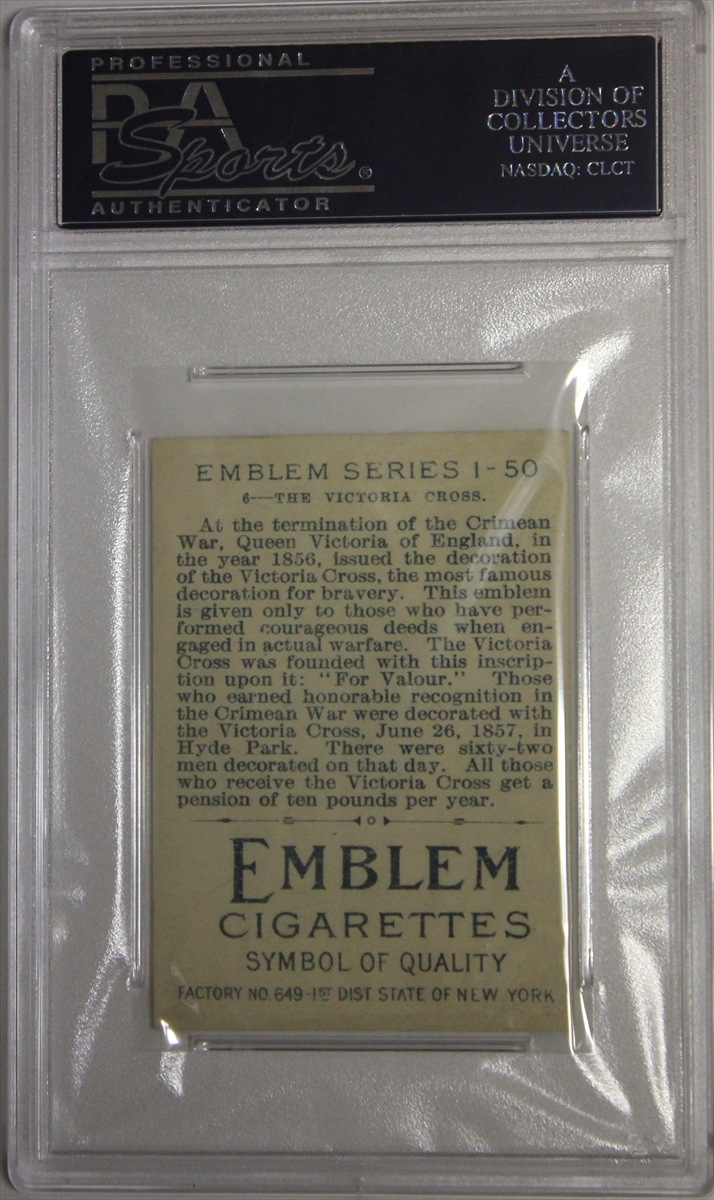 PROFESSIONAL
PSA
Sports®
AUTHENTICATOR
A
DIVISION OF
COLLECTORS
UNIVERSE
NASDAQ: CLCT
EMBLEM SERIES 1-50
6—THE VICTORIA CROSS.
At the termination of the Crimean
War, Queen Victoria of England, in
the year 1856, issued the decoration
of the Victoria Cross, the most famous
decoration for bravery. This emblem
is given only to those who have per-
formed courageous deeds when en-
gaged in actual warfare. The Victoria
Cross was founded with this inscrip-
tion upon it: "For Valour." Those
who earned honorable recognition in
the Crimean War were decorated with
the Victoria Cross, June 26, 1857, in
Hyde Park. There were sixty-two
men decorated on that day. All those
who receive the Victoria Cross get a
pension of ten pounds per year.
EMBLEM
CIGARETTES
SYMBOL OF QUALITY
FACTORY NO. 649-1ST DIST. STATE OF NEW YORK